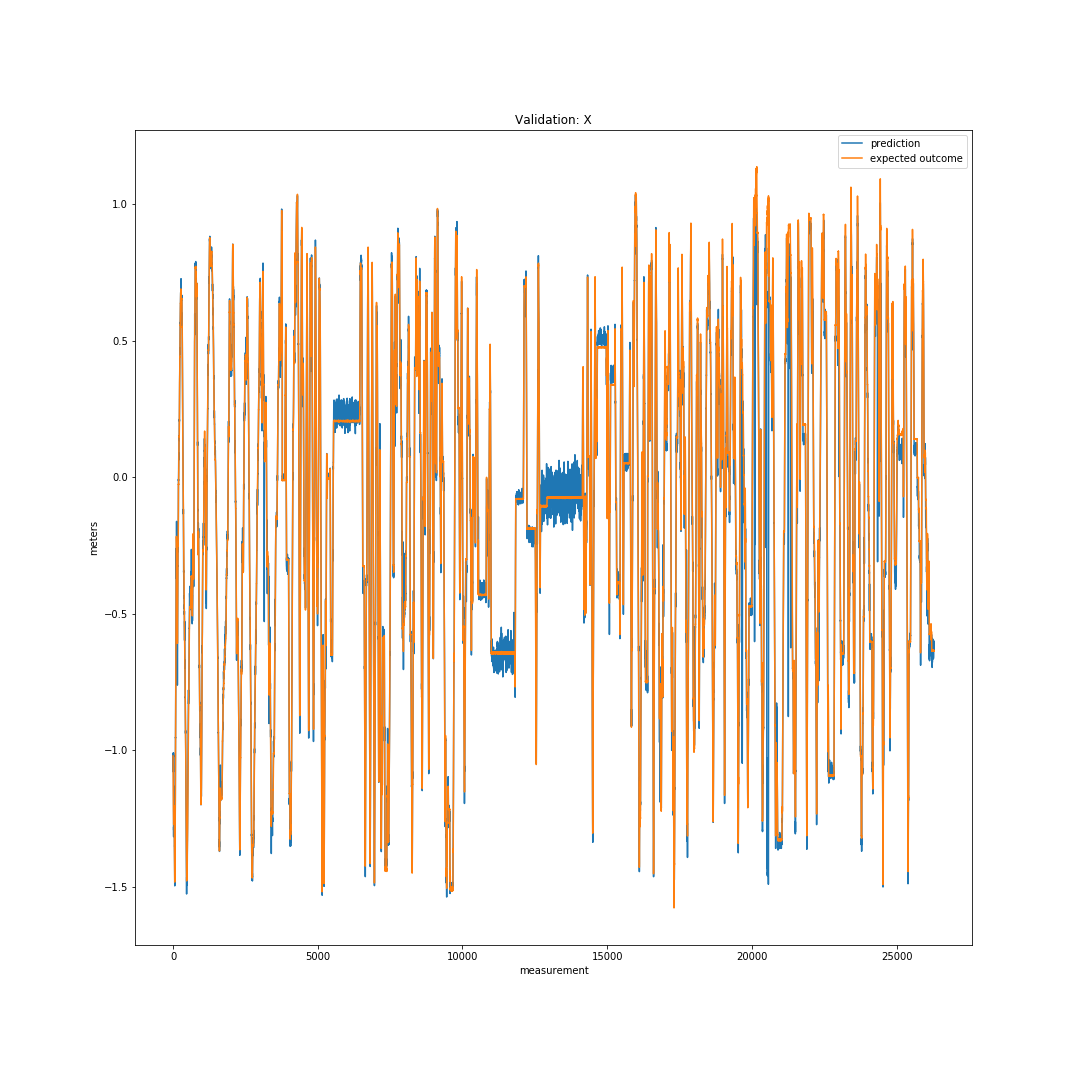 Validation: X
prediction
expected outcome
1.0
0.5
0.0
−0.5
−1.0
−1.5
meters
0 5000 10000 15000 20000 25000
measurement